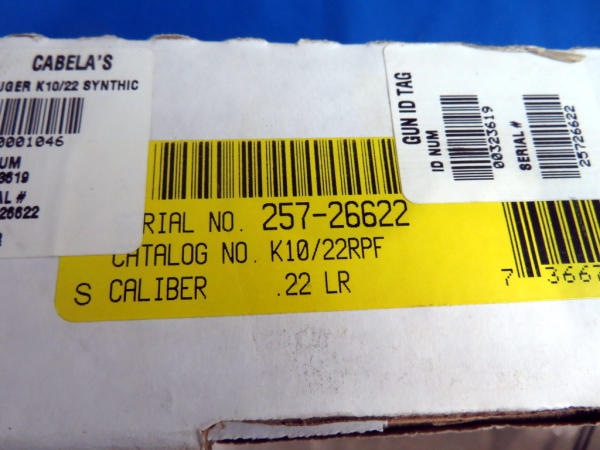 CABELA'S
UGER K10/22 SYNTHIC
0001046
UM
3619
AL #
26622
R
GUN ID TAG
ID NUM
00323619
SERIAL #
25726622
RIAL NO. 257-26622
CATALOG NO. K10/22RPF
S CALIBER .22 LR
7 3667